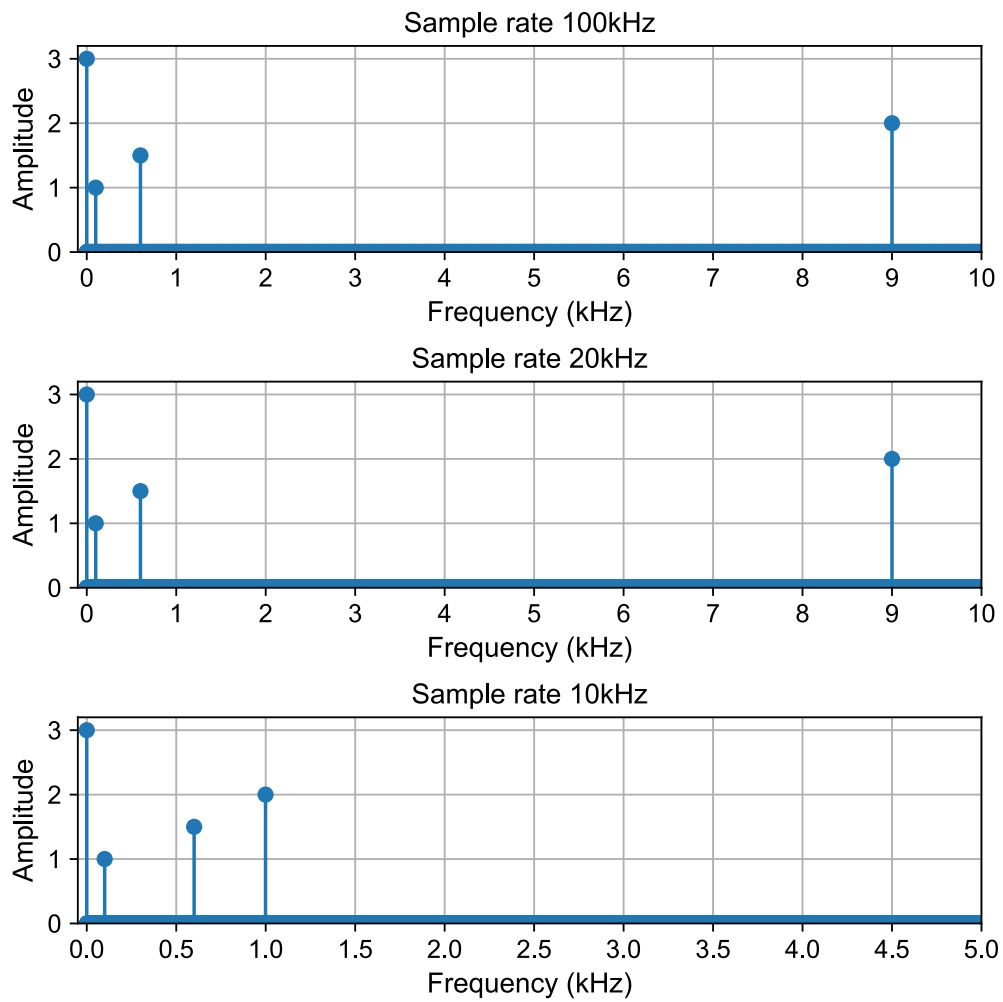 Sample rate 100kHz
3
2
1
0
Amplitude
0 1 2 3 4 5 6 7 8 9 10
Frequency (kHz)
Sample rate 20kHz
3
2
1
0
Amplitude
0 1 2 3 4 5 6 7 8 9 10
Frequency (kHz)
Sample rate 10kHz
3
2
1
0
Amplitude
0.0 0.5 1.0 1.5 2.0 2.5 3.0 3.5 4.0 4.5 5.0
Frequency (kHz)